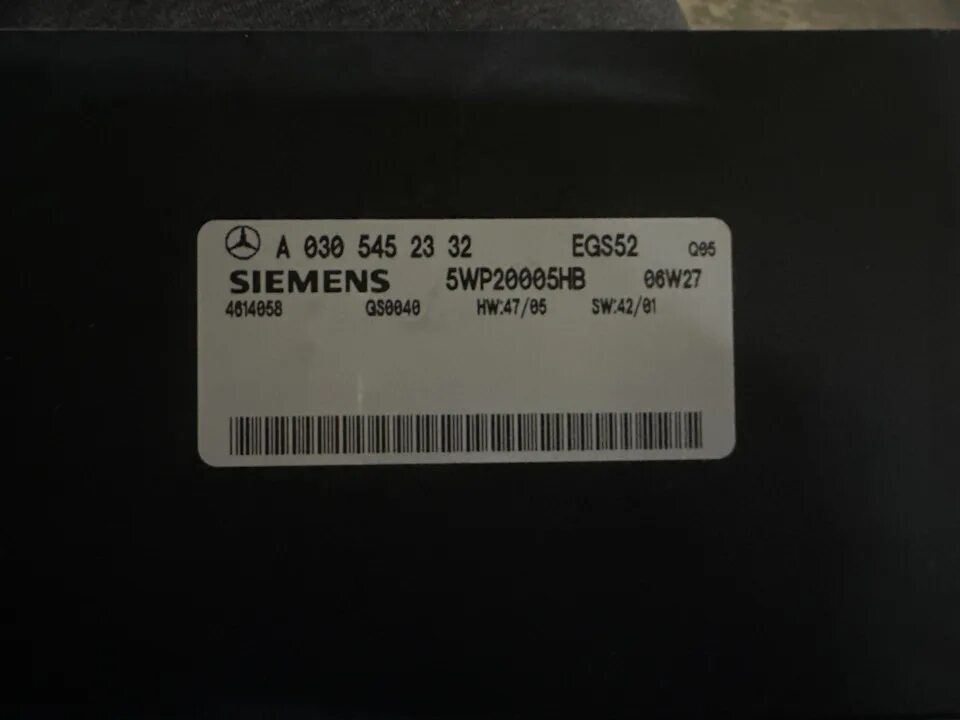 A 030 545 23 32 EGS52 Q05
SIEMENS 5WP20005HB 06W27
4614058 GS0040 HW:47/05 SW:42/01